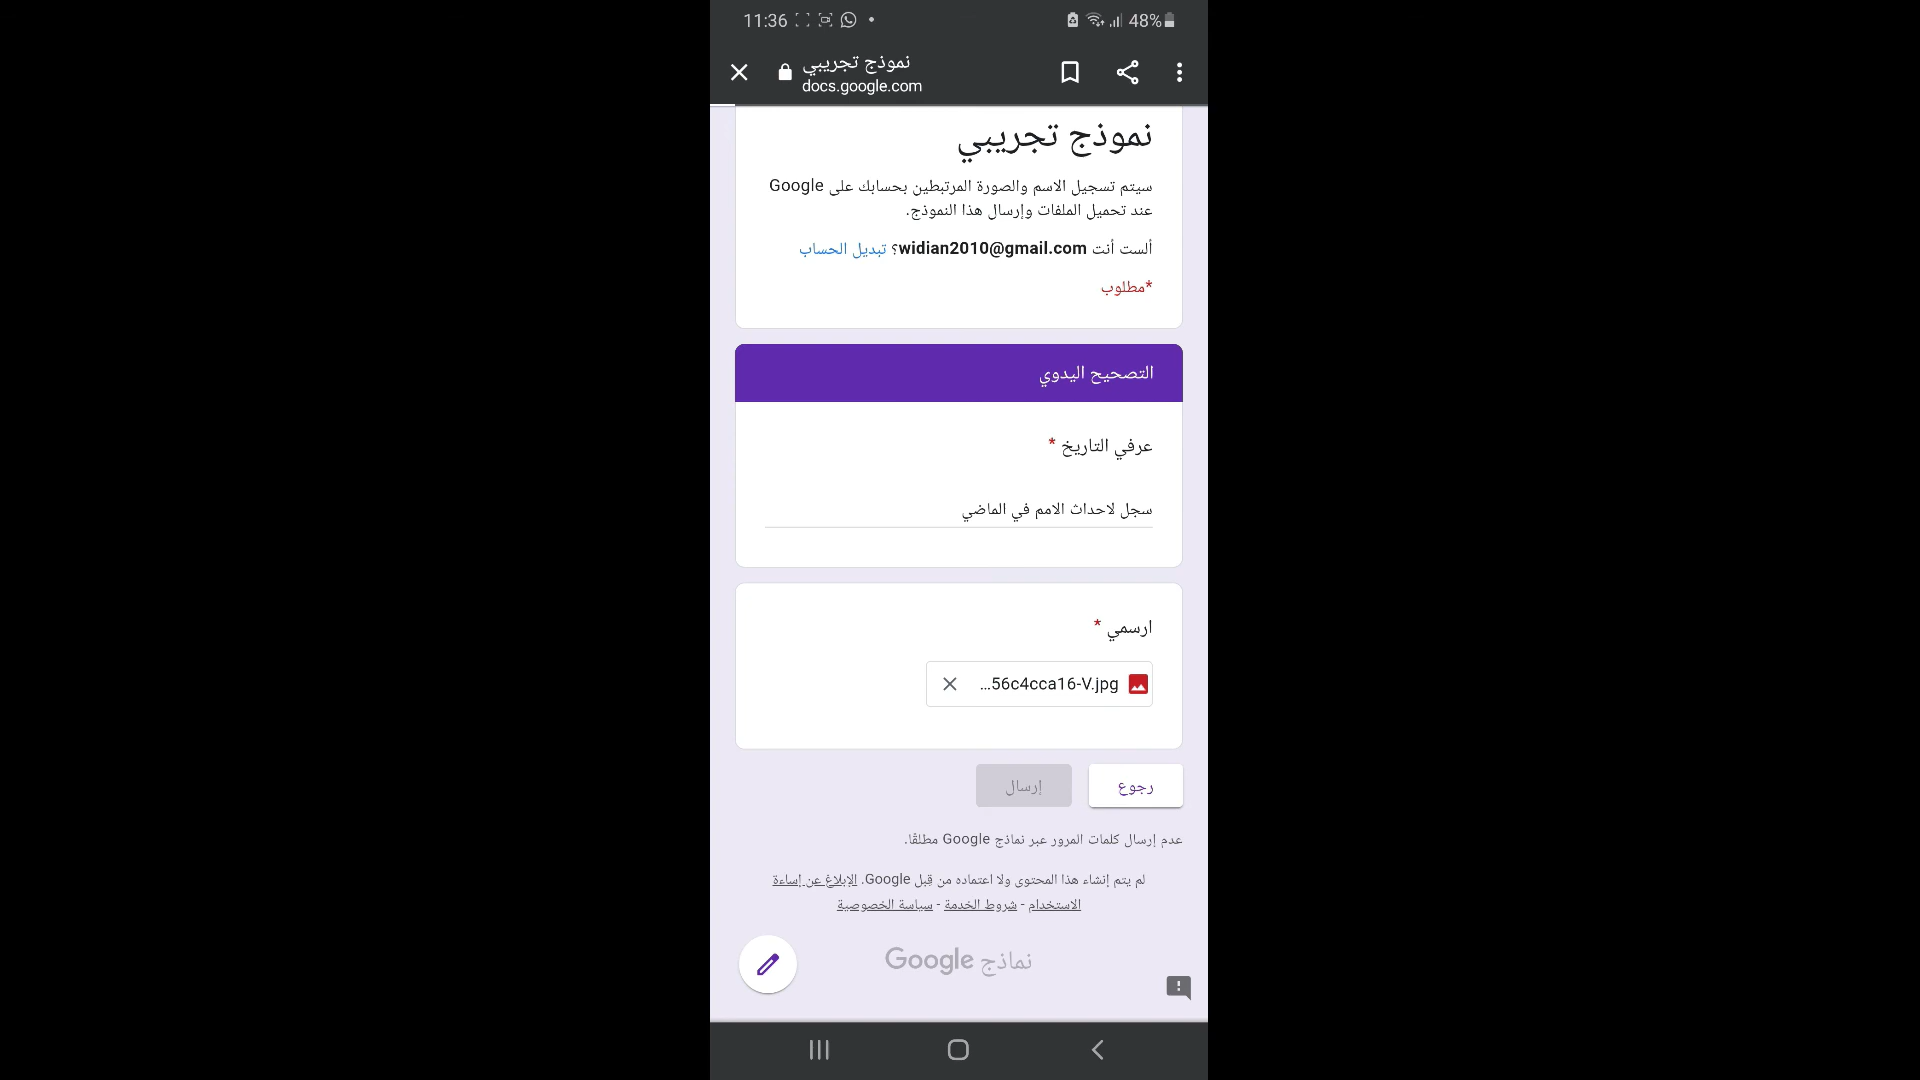 11:36
48%
نموذج تجريبي
docs.google.com
نموذج تجريبي
سيتم تسجيل الاسم والصورة المرتبطين بحسابك على Google
عند تحميل الملفات وإرسال هذا النموذج.
ألست أنت widian2010@gmail.com؟ تبديل الحساب
*مطلوب
التصحيح اليدوي
عرفي التاريخ *
سجل لاحداث الامم في الماضي
ارسمي *
...56c4cca16-V.jpg
رجوع
إرسال
عدم إرسال كلمات المرور عبر نماذج Google مطلقًا.
لم يتم إنشاء هذا المحتوى ولا اعتماده من قِبل Google. الإبلاغ عن إساءة
الاستخدام - شروط الخدمة - سياسة الخصوصية
نماذج Google